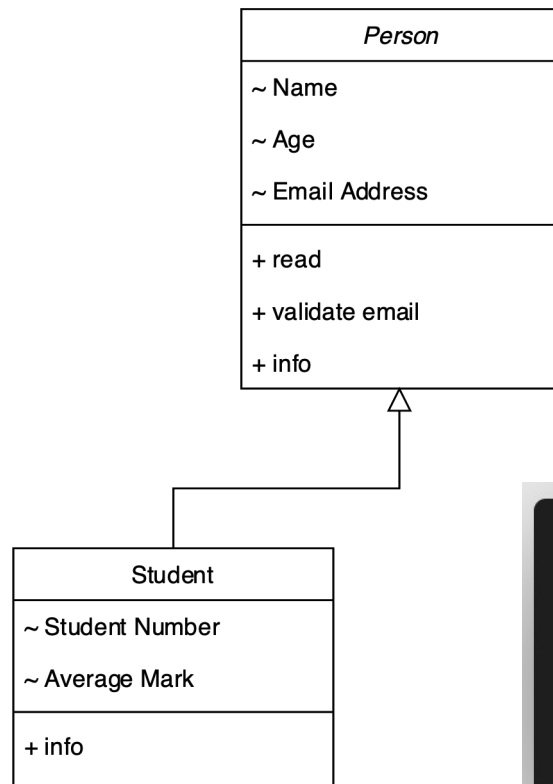 Person
~ Name
~ Age
~ Email Address
+ read
+ validate email
+ info
Student
~ Student Number
~ Average Mark
+ info